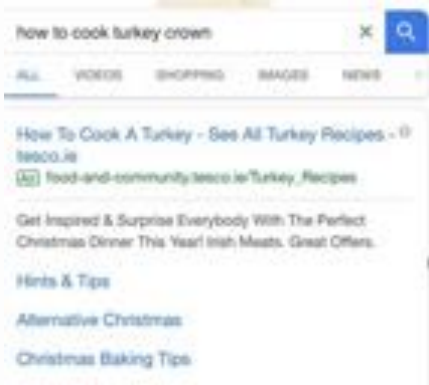 how to cook turkey crown
ALL VIDEOS SHOPPING IMAGES NEWS
How To Cook A Turkey - See All Turkey Recipes -
tesco.ie
Ad food-and-community.tesco.ie/Turkey_Recipes
Get Inspired & Surprise Everybody With The Perfect
Christmas Dinner This Year! Irish Meats. Great Offers.
Hints & Tips
Alternative Christmas
Christmas Baking Tips